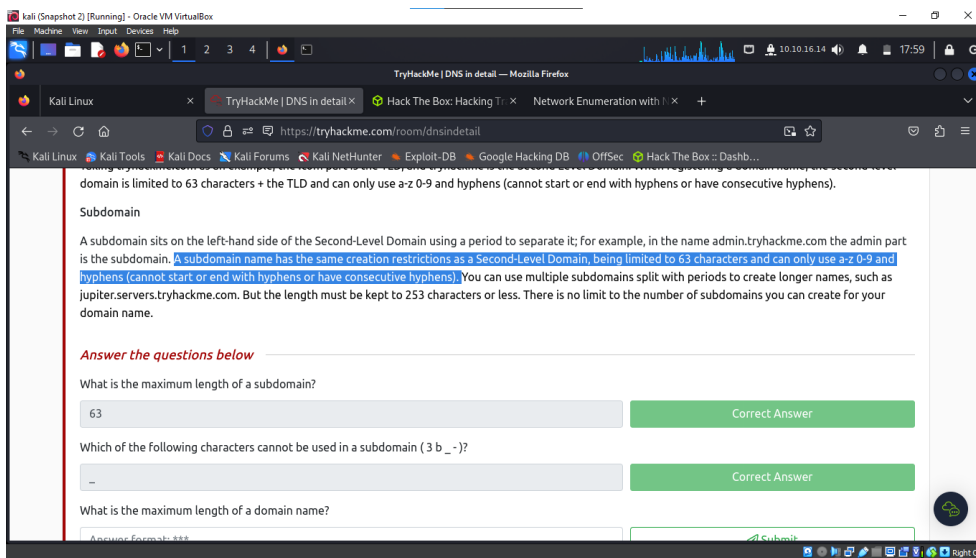 kali (Snapshot 2) [Running] - Oracle VM VirtualBox
File Machine View Input Devices Help
1 2 3 4
10.10.16.14 17:59
TryHackMe | DNS in detail — Mozilla Firefox
Kali Linux × TryHackMe | DNS in detail × Hack The Box: Hacking Tr × Network Enumeration with N × +
https://tryhackme.com/room/dnsindetail
Kali Linux Kali Tools Kali Docs Kali Forums Kali NetHunter Exploit-DB Google Hacking DB OffSec Hack The Box :: Dashb...
domain is limited to 63 characters + the TLD and can only use a-z 0-9 and hyphens (cannot start or end with hyphens or have consecutive hyphens).
Subdomain
A subdomain sits on the left-hand side of the Second-Level Domain using a period to separate it; for example, in the name admin.tryhackme.com the admin part
is the subdomain. A subdomain name has the same creation restrictions as a Second-Level Domain, being limited to 63 characters and can only use a-z 0-9 and
hyphens (cannot start or end with hyphens or have consecutive hyphens). You can use multiple subdomains split with periods to create longer names, such as
jupiter.servers.tryhackme.com. But the length must be kept to 253 characters or less. There is no limit to the number of subdomains you can create for your
domain name.
Answer the questions below
What is the maximum length of a subdomain?
63 Correct Answer
Which of the following characters cannot be used in a subdomain ( 3 b _ - )?
_ Correct Answer
What is the maximum length of a domain name?
Answer format: *** Submit
Right